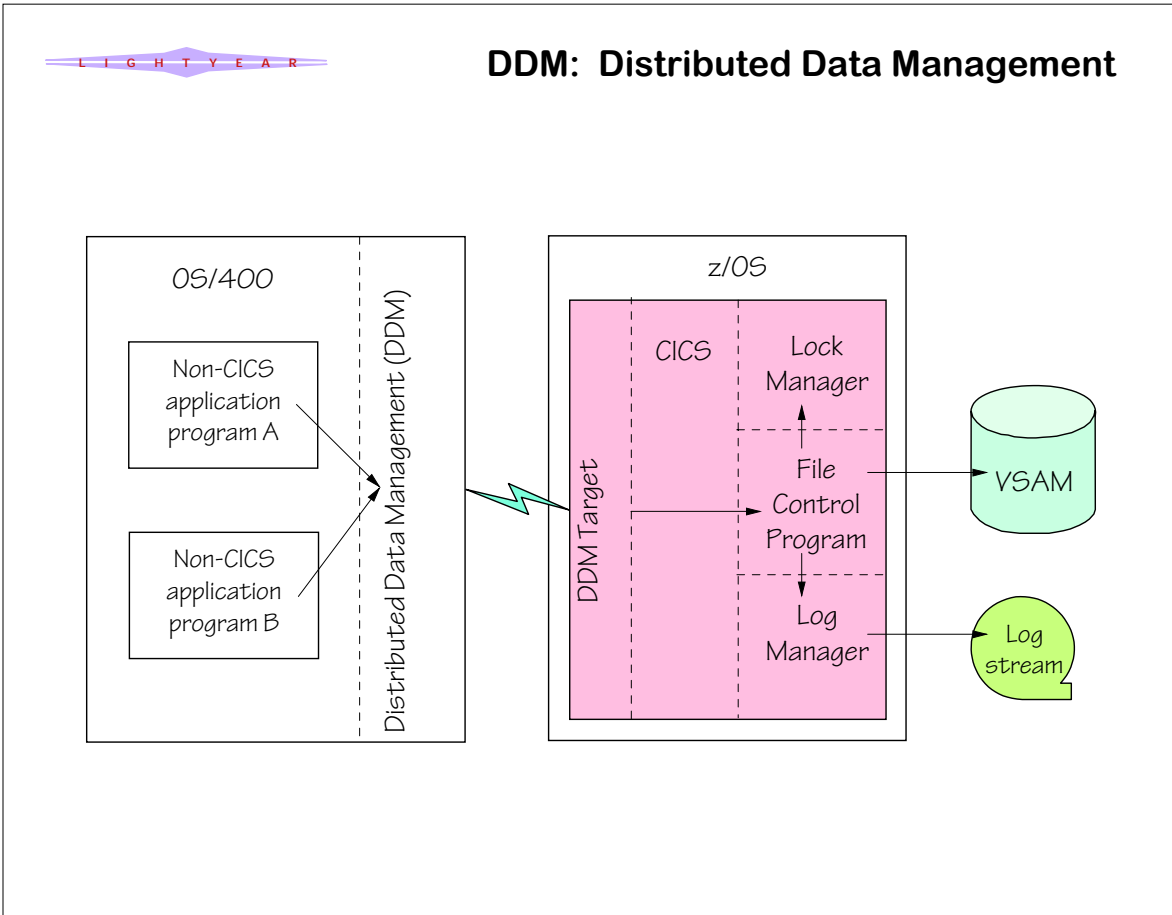 L I G H T Y E A R
DDM: Distributed Data Management
OS/400
Non-CICS
application
program A
Non-CICS
application
program B
Distributed Data Management (DDM)
z/OS
DDM Target
CICS
Lock
Manager
File
Control
Program
Log
Manager
VSAM
Log
stream